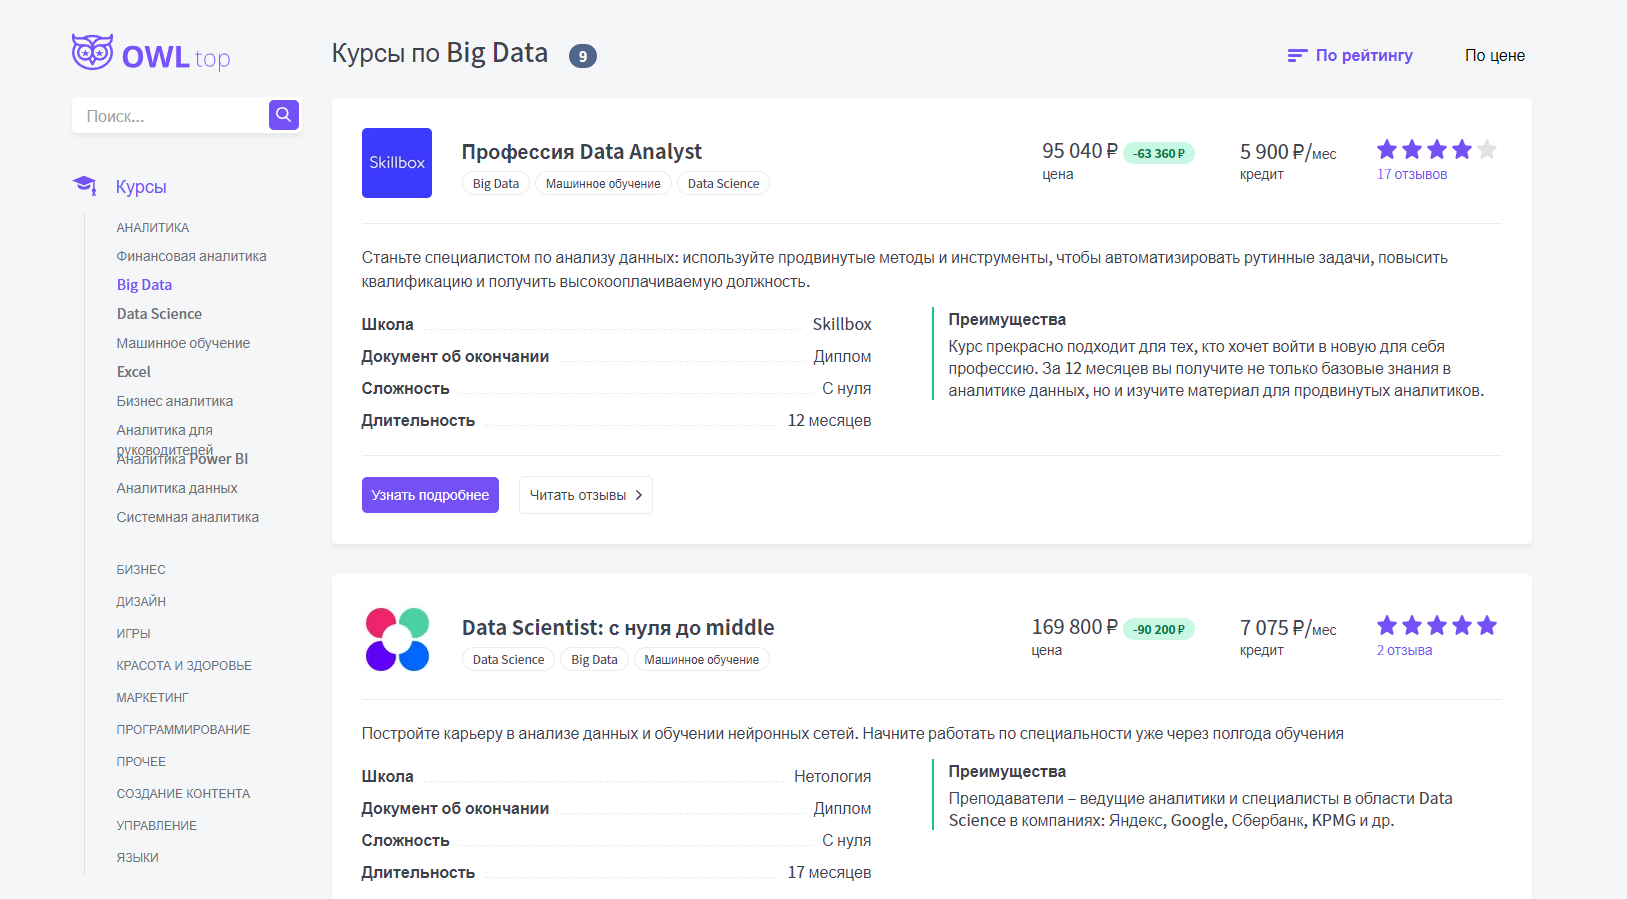 OWL top
Поиск...
Курсы
АНАЛИТИКА
Финансовая аналитика
Big Data
Data Science
Машинное обучение
Excel
Бизнес аналитика
Аналитика для
руководителей
Аналитика Power BI
Аналитика данных
Системная аналитика
БИЗНЕС
ДИЗАЙН
ИГРЫ
КРАСОТА И ЗДОРОВЬЕ
МАРКЕТИНГ
ПРОГРАММИРОВАНИЕ
ПРОЧЕЕ
СОЗДАНИЕ КОНТЕНТА
УПРАВЛЕНИЕ
ЯЗЫКИ
Курсы по Big Data 9
По рейтингу По цене
Skillbox
Профессия Data Analyst
Big Data Машинное обучение Data Science
95 040 ₽ -63 360 ₽
цена
5 900 ₽/мес
кредит
17 отзывов
Станьте специалистом по анализу данных: используйте продвинутые методы и инструменты, чтобы автоматизировать рутинные задачи, повысить
квалификацию и получить высокооплачиваемую должность.
Школа Skillbox
Документ об окончании Диплом
Сложность С нуля
Длительность 12 месяцев
Преимущества
Курс прекрасно подходит для тех, кто хочет войти в новую для себя
профессию. За 12 месяцев вы получите не только базовые знания в
аналитике данных, но и изучите материал для продвинутых аналитиков.
Узнать подробнее Читать отзывы
Data Scientist: с нуля до middle
Data Science Big Data Машинное обучение
169 800 ₽ -90 200 ₽
цена
7 075 ₽/мес
кредит
2 отзыва
Постройте карьеру в анализе данных и обучении нейронных сетей. Начните работать по специальности уже через полгода обучения
Школа Нетология
Документ об окончании Диплом
Сложность С нуля
Длительность 17 месяцев
Преимущества
Преподаватели – ведущие аналитики и специалисты в области Data
Science в компаниях: Яндекс, Google, Сбербанк, KPMG и др.